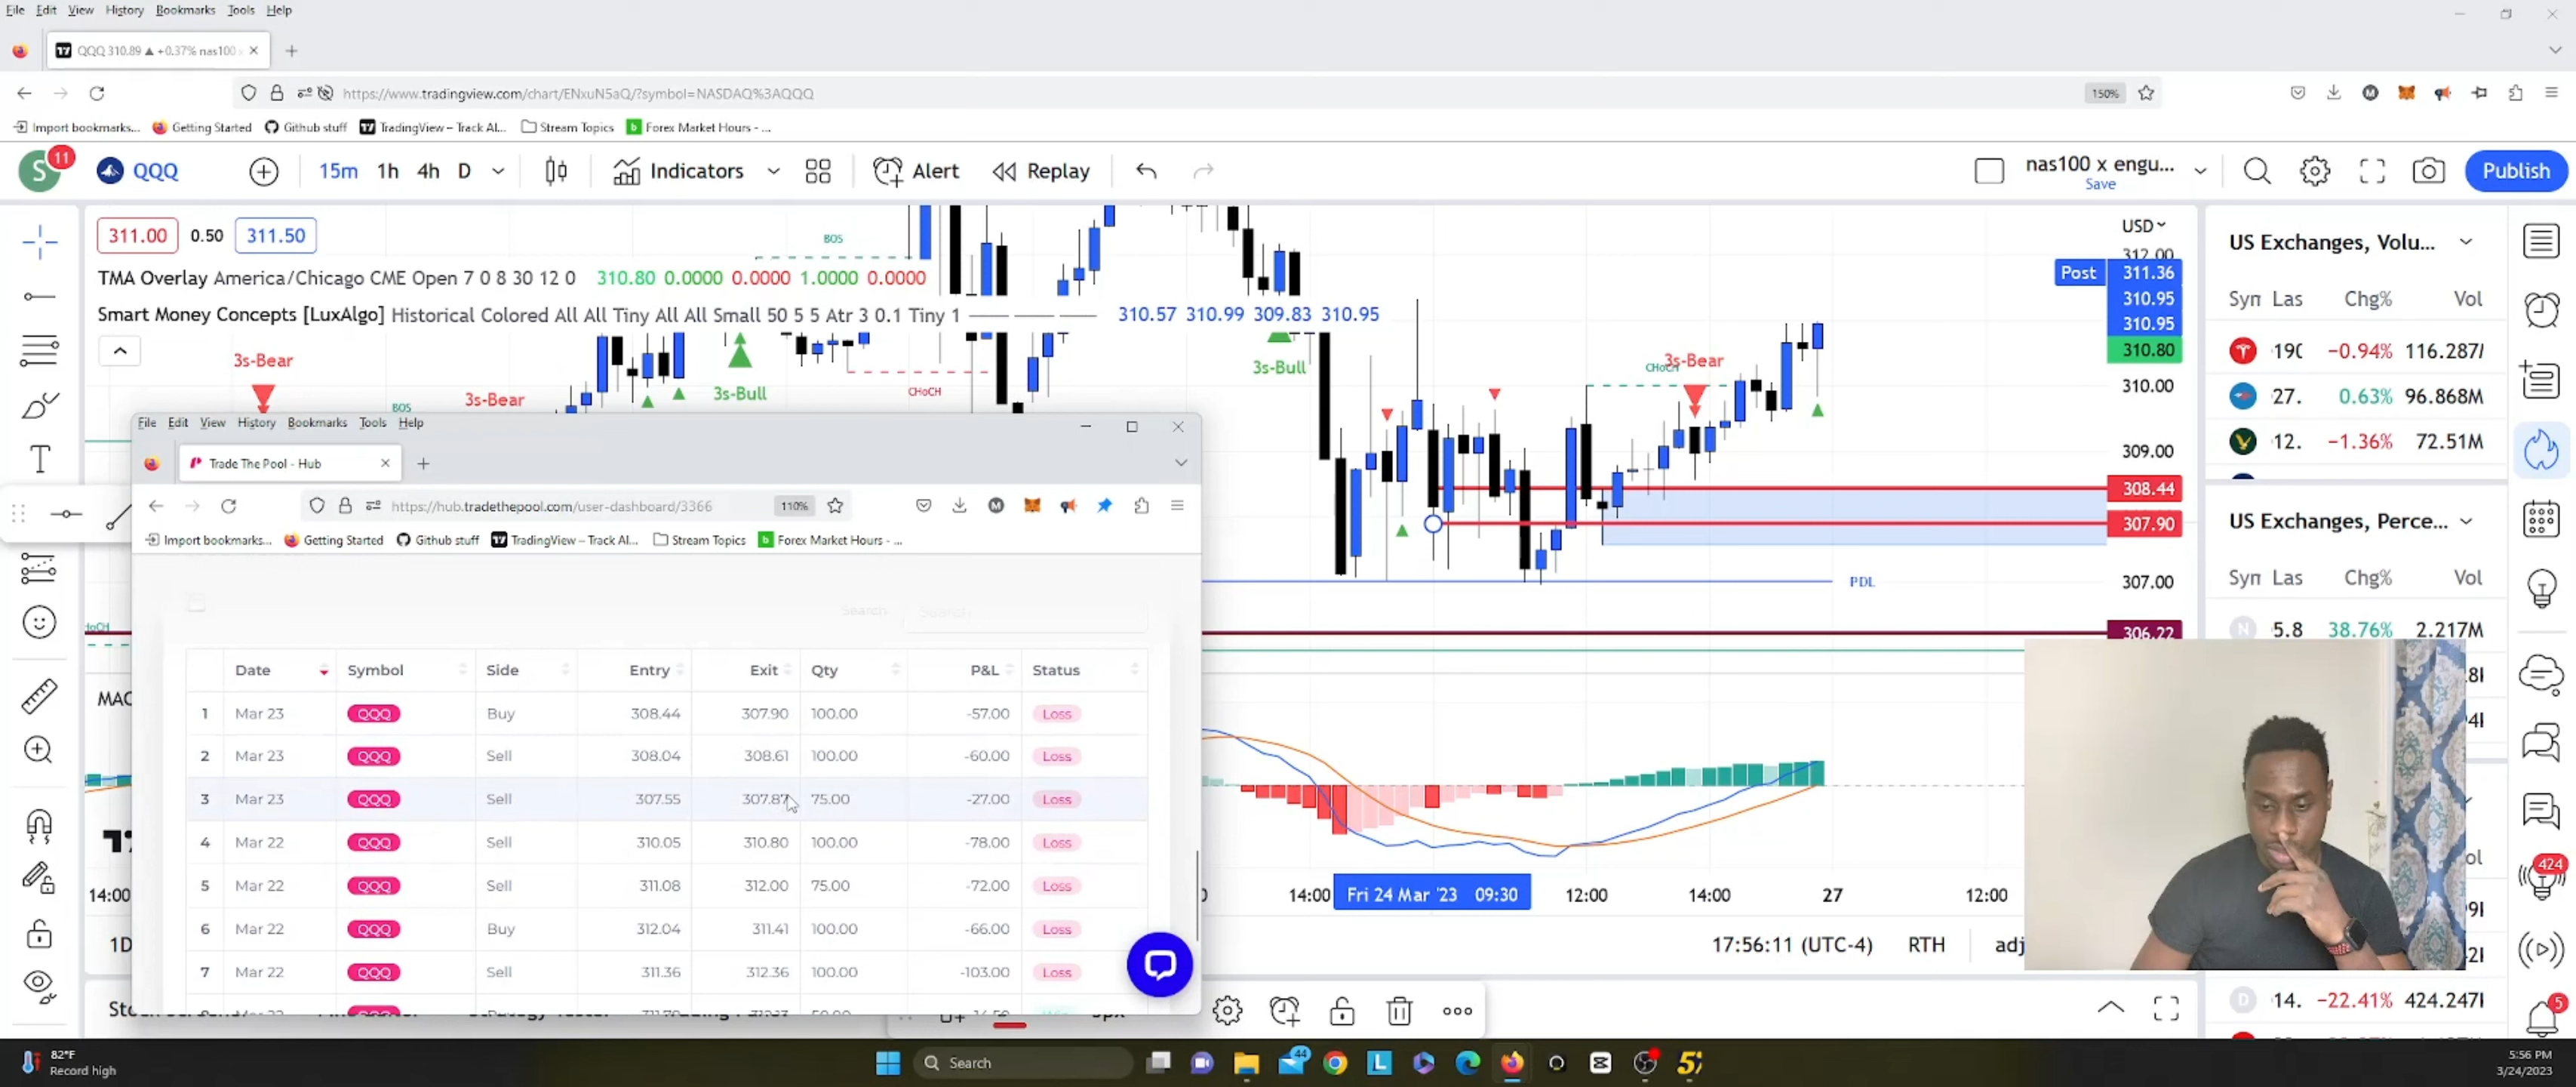 File Edit View History Bookmarks Tools Help
QQQ 310.89 ▲ +0.37% nas100
https://www.tradingview.com/chart/ENxuN5aQ/?symbol=NASDAQ%3AQQQ
150%
Import bookmarks... Getting Started Github stuff TradingView – Track Al... Stream Topics Forex Market Hours - ...
S 11 QQQ 15m 1h 4h D Indicators Alert Replay nas100 x engu... Save Publish
311.00 0.50 311.50
TMA Overlay America/Chicago CME Open 7 0 8 30 12 0 310.80 0.0000 0.0000 1.0000 0.0000
Smart Money Concepts [LuxAlgo] Historical Colored All All Tiny All All Small 50 5 5 Atr 3 0.1 Tiny 1 310.57 310.99 309.83 310.95
BOS
3s-Bear
3s-Bear
BOS
3s-Bull
CHoCH
3s-Bull
CHoCH
3s-Bear
PDL
USD
312.00
Post 311.36
310.95
310.95
310.80
310.00
309.00
308.44
307.90
307.00
306.22
US Exchanges, Volu...
Las Chg% Vol
190 −0.94%
27. 0.63% 96.868M
12. −1.36% 72.51M
US Exchanges, Perce...
Las Chg% Vol
5.8 38.76% 2.217M
14. −22.41%
424
5
File Edit View History Bookmarks Tools Help
Trade The Pool - Hub
https://hub.tradethepool.com/user-dashboard/3366
110%
Import bookmarks... Getting Started Github stuff TradingView – Track Al... Stream Topics Forex Market Hours - ...
Search Search
Date Symbol Side Entry Exit Qty P&L Status
1 Mar 23 QQQ Buy 308.44 307.90 100.00 -57.00 Loss
2 Mar 23 QQQ Sell 308.04 308.61 100.00 -60.00 Loss
3 Mar 23 QQQ Sell 307.55 307.87 75.00 -27.00 Loss
4 Mar 22 QQQ Sell 310.05 310.80 100.00 -78.00 Loss
5 Mar 22 QQQ Sell 311.08 312.00 75.00 -72.00 Loss
6 Mar 22 QQQ Buy 312.04 311.41 100.00 -66.00 Loss
7 Mar 22 QQQ Sell 311.36 312.36 100.00 -103.00 Loss
14:00
1D
14:00 Fri 24 Mar '23 09:30 12:00 14:00 27 12:00
17:56:11 (UTC-4) RTH adj
82°F
Record high
Search
44
5:56 PM
3/24/2023